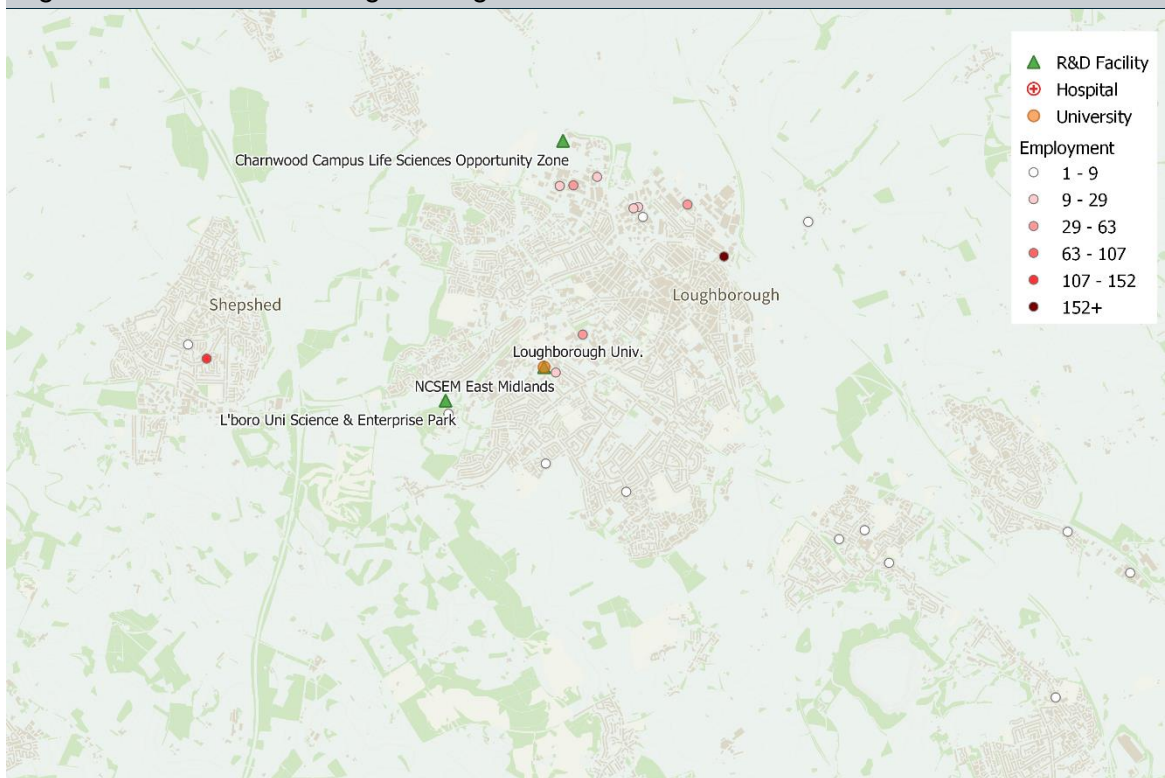 R&D Facility
Hospital
University
Employment
1 - 9
9 - 29
29 - 63
63 - 107
107 - 152
152+
Charnwood Campus Life Sciences Opportunity Zone
Shepshed
Loughborough
Loughborough Univ.
NCSEM East Midlands
L'boro Uni Science & Enterprise Park